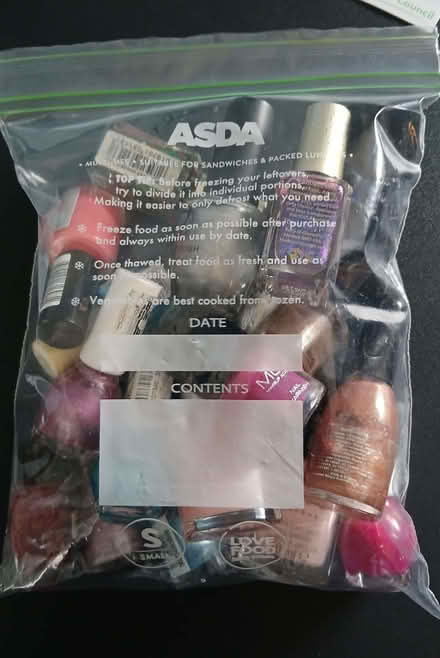 Council
ASDA
SUITABLE FOR SANDWICHES & PACKED
TOP Before freezing your leftovers,
try to divide it into individual portions,
Making it easier to only defrost what you need.
Freeze food as soon as possible after purchase
and always within use by date.
Once thawed, treat food as fresh and use as
soon possible.
are best cooked from frozen.
DATE
CONTENTS
NAIL
S
SMALL
LOVE
FOOD